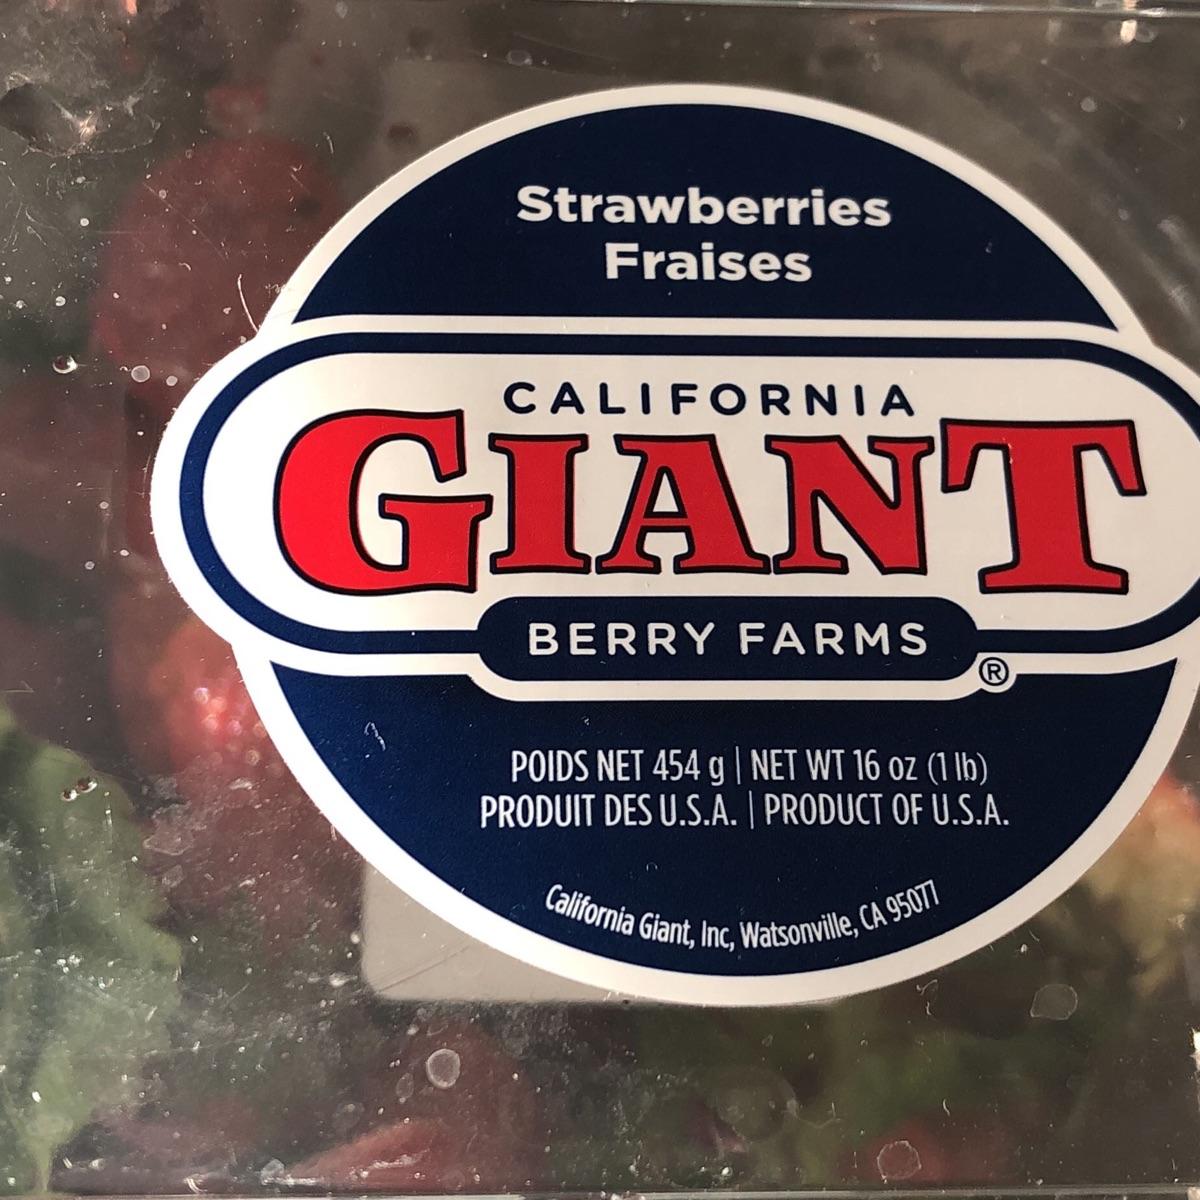 Strawberries
Fraises
CALIFORNIA
GIANT
BERRY FARMS
®
POIDS NET 454 g | NET WT 16 oz (1 lb)
PRODUIT DES U.S.A. | PRODUCT OF U.S.A.
California Giant, Inc, Watsonville, CA 95077